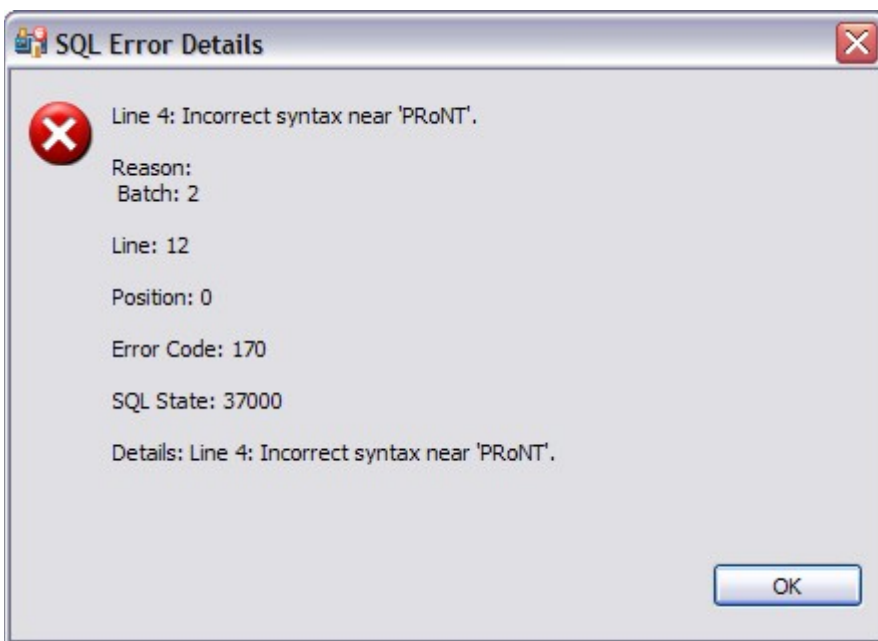 SQL Error Details
Line 4: Incorrect syntax near 'PRoNT'.
Reason:
Batch: 2
Line: 12
Position: 0
Error Code: 170
SQL State: 37000
Details: Line 4: Incorrect syntax near 'PRoNT'.
OK